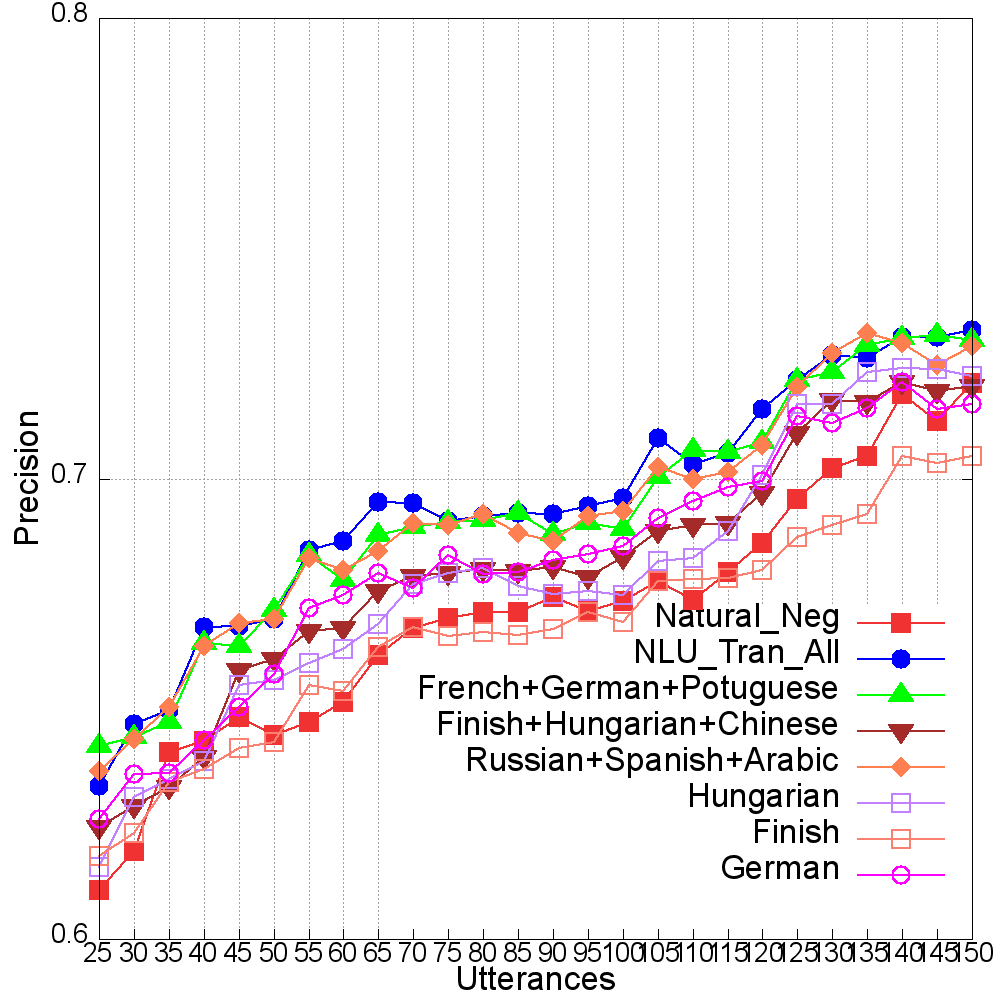 0.8
0.7
0.6
Precision
Natural_Neg
NLU_Tran_All
French+German+Potuguese
Finish+Hungarian+Chinese
Russian+Spanish+Arabic
Hungarian
Finish
German
25 30 35 40 45 50 55 60 65 70 75 80 85 90 95 100 105 110 115 120 125 130 135 140 145 150
Utterances